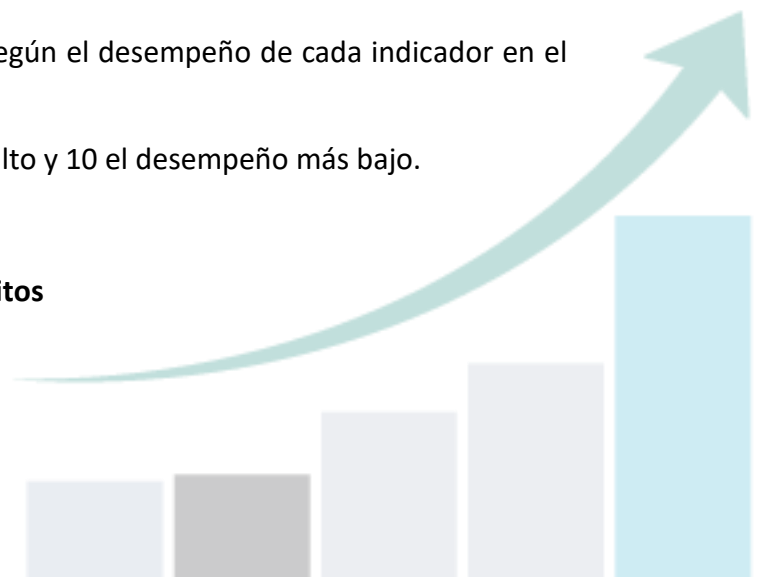 egún el desempeño de cada indicador en el
lto y 10 el desempeño más bajo.
itos